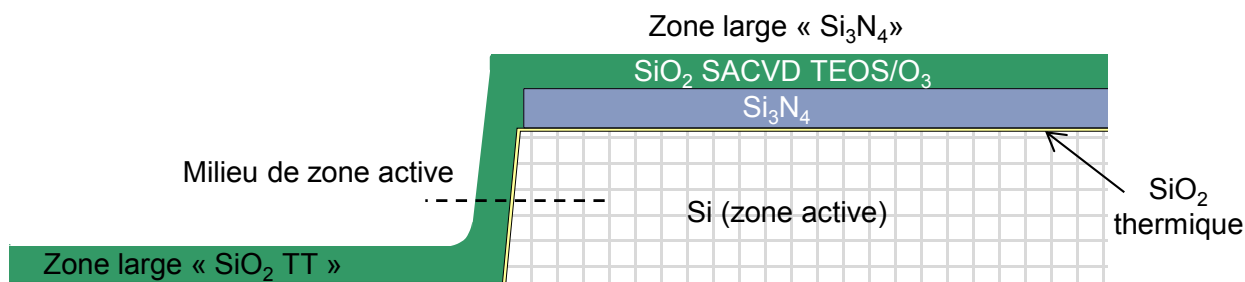 Zone large « Si₃N₄»
SiO₂ SACVD TEOS/O₃
Si₃N₄
Milieu de zone active
Si (zone active)
SiO₂
thermique
Zone large « SiO₂ TT »